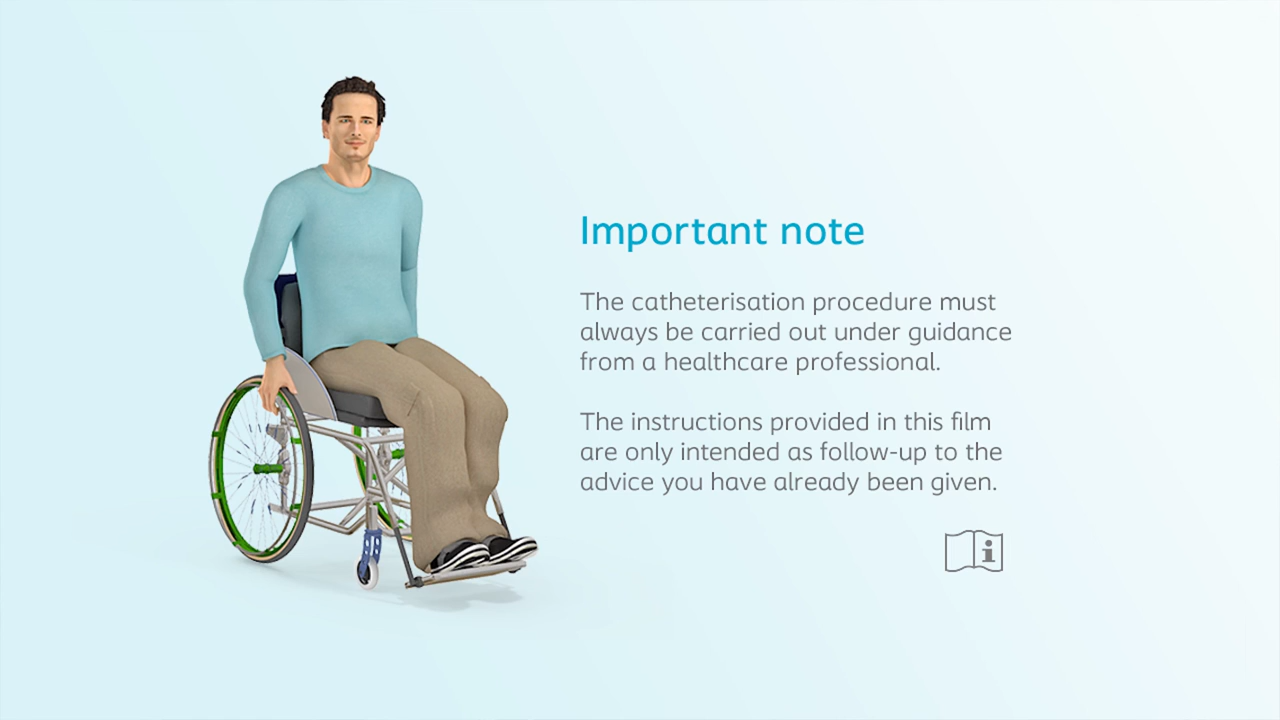 Important note
The catheterisation procedure must
always be carried out under guidance
from a healthcare professional.
The instructions provided in this film
are only intended as follow-up to the
advice you have already been given.
i